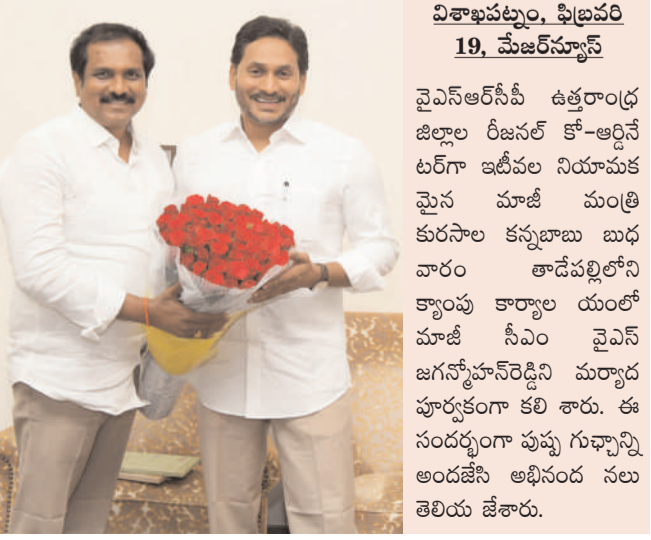 విశాఖపట్నం, ఫిబ్రవరి
19, మేజర్‌న్యూస్
వైఎస్ఆర్‌సీపీ ఉత్తరాంధ్ర
జిల్లాల రీజనల్ కో-ఆర్డినే
టర్‌గా ఇటీవల నియామక
మైన మాజీ మంత్రి
కురసాల కన్నబాబు బుధ
వారం తాడేపల్లిలోని
క్యాంపు కార్యాల యంలో
మాజీ సీఎం వైఎస్
జగన్మోహన్‌రెడ్డిని మర్యాద
పూర్వకంగా కలి శారు. ఈ
సందర్భంగా పుష్ప గుచ్ఛాన్ని
అందజేసి అభినంద నలు
తెలియ జేశారు.